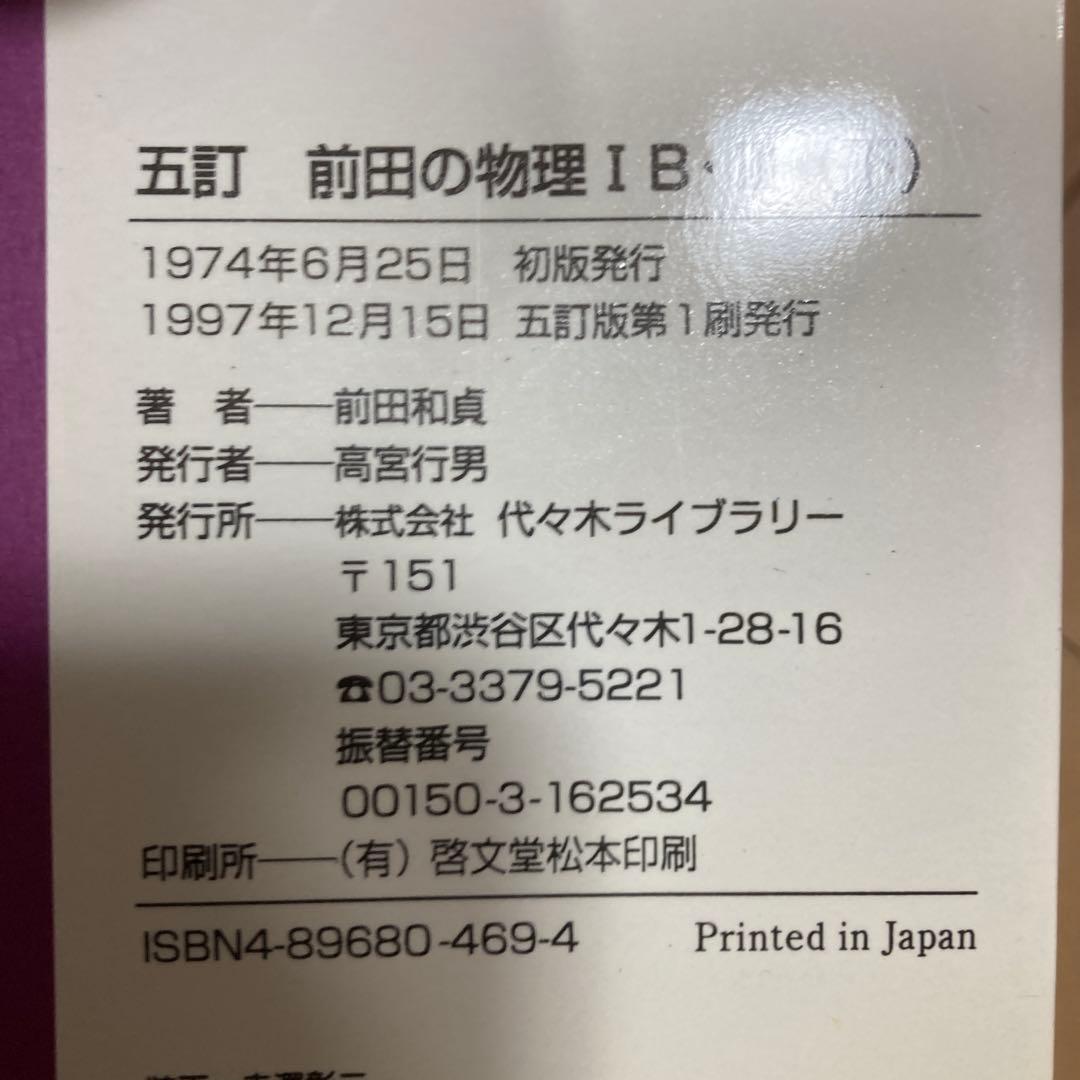 五訂 前田の物理ⅠB・
1974年6月25日 初版発行
1997年12月15日 五訂版第1刷発行
著 者──前田和貞
発行者──高宮行男
発行所──株式会社 代々木ライブラリー
〒151
東京都渋谷区代々木1-28-16
☎03-3379-5221
振替番号
00150-3-162534
印刷所──(有) 啓文堂松本印刷
ISBN4-89680-469-4 Printed in Japan